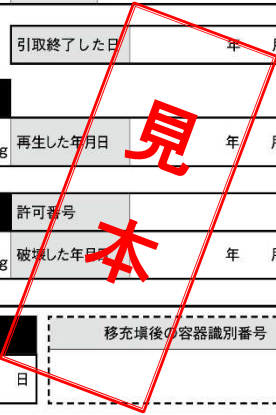 引取終了した日 年 月
見
g 再生した年月日 年 月
許可番号
本
g 破壊した年月日 年 月
移充塡後の容器識別番号
日